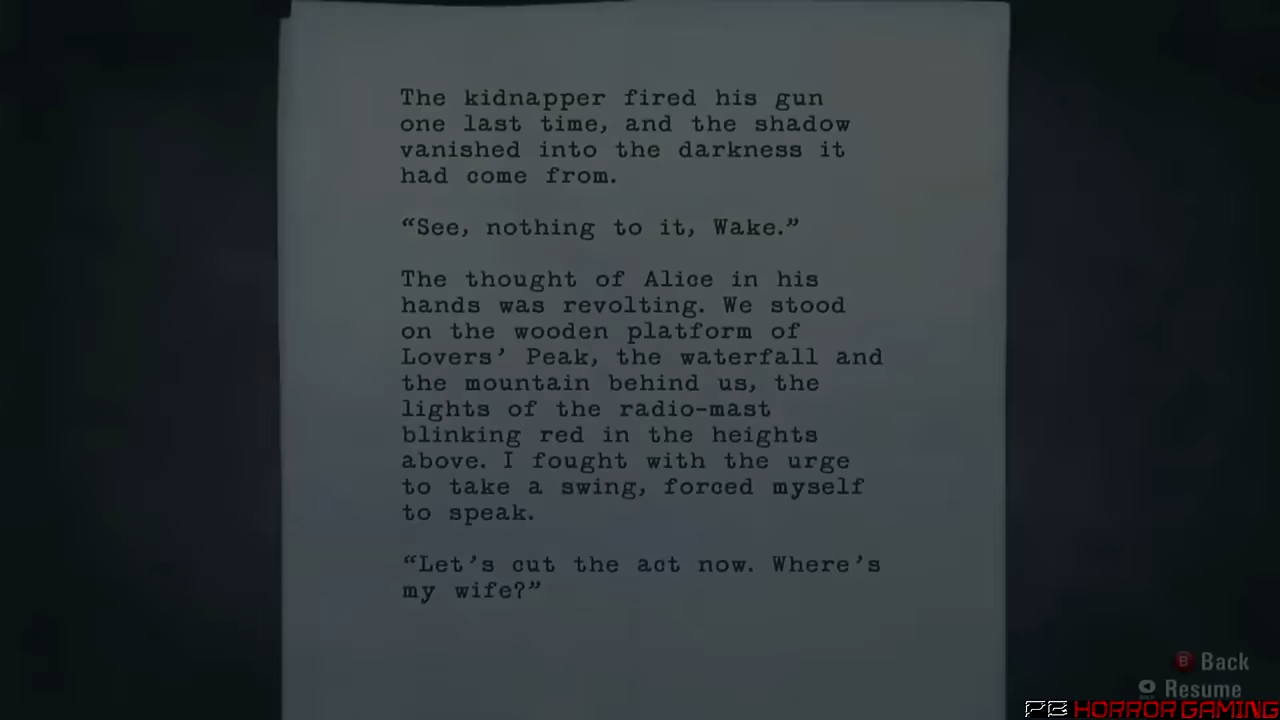 The kidnapper fired his gun
one last time, and the shadow
vanished into the darkness it
had come from.
“See, nothing to it, Wake.”
The thought of Alice in his
hands was revolting. We stood
on the wooden platform of
Lovers’ Peak, the waterfall and
the mountain behind us, the
lights of the radio-mast
blinking red in the heights
above. I fought with the urge
to take a swing, forced myself
to speak.
“Let’s cut the act now. Where’s
my wife?”
B Back
BACK Resume
PB HORROR GAMING